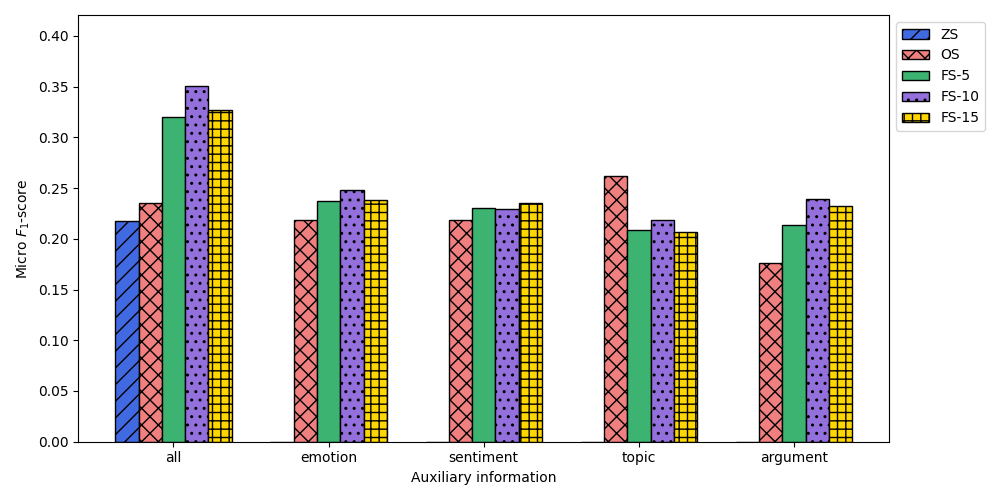 0.40
0.35
0.30
0.25
0.20
0.15
0.10
0.05
0.00
Micro F1-score
all
emotion
sentiment
topic
argument
Auxiliary information
ZS
OS
FS-5
FS-10
FS-15